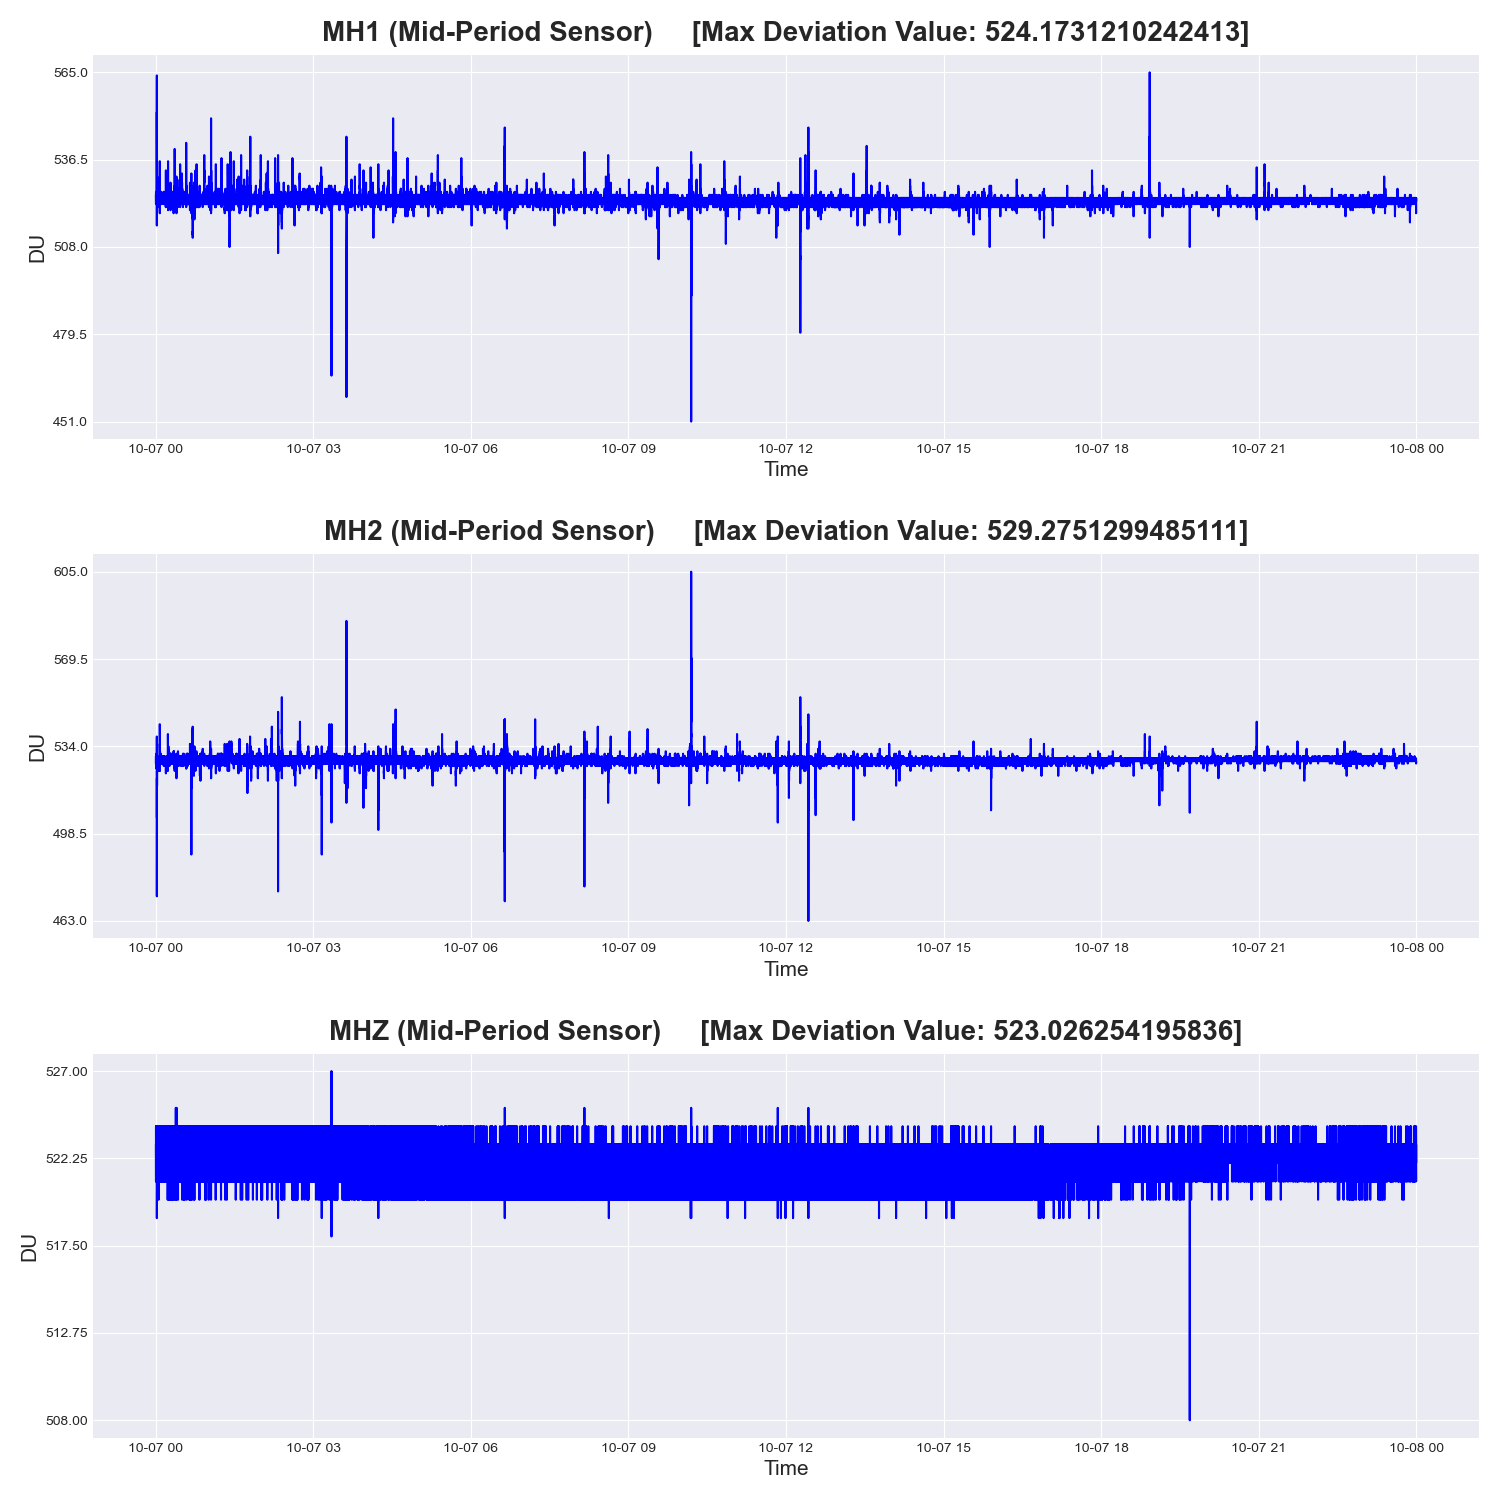 MH1 (Mid-Period Sensor) [Max Deviation Value: 524.1731210242413]
565.0
536.5
508.0
479.5
451.0
DU
10-07 00 10-07 03 10-07 06 10-07 09 10-07 12 10-07 15 10-07 18 10-07 21 10-08 00
Time
MH2 (Mid-Period Sensor) [Max Deviation Value: 529.2751299485111]
605.0
569.5
534.0
498.5
463.0
DU
10-07 00 10-07 03 10-07 06 10-07 09 10-07 12 10-07 15 10-07 18 10-07 21 10-08 00
Time
MHZ (Mid-Period Sensor) [Max Deviation Value: 523.026254195836]
527.00
522.25
517.50
512.75
508.00
DU
10-07 00 10-07 03 10-07 06 10-07 09 10-07 12 10-07 15 10-07 18 10-07 21 10-08 00
Time